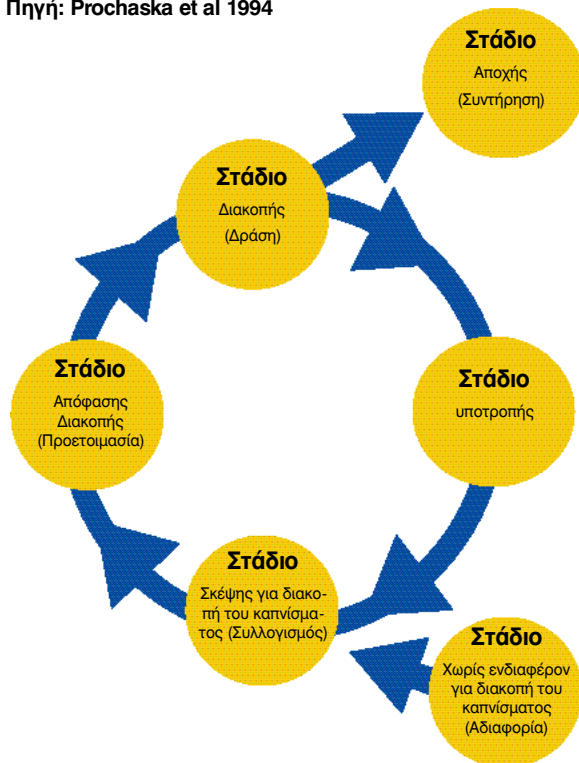 Πηγή: Prochaska et al 1994
Στάδιο
Αποχής
(Συντήρηση)
Στάδιο
Διακοπής
(Δράση)
Στάδιο
Απόφασης
Διακοπής
(Προετοιμασία)
Στάδιο
υποτροπής
Στάδιο
Σκέψης για διακο-
πή του καπνίσμα-
τος (Συλλογισμός)
Στάδιο
Χωρίς ενδιαφέρον
για διακοπή του
καπνίσματος
(Αδιαφορία)